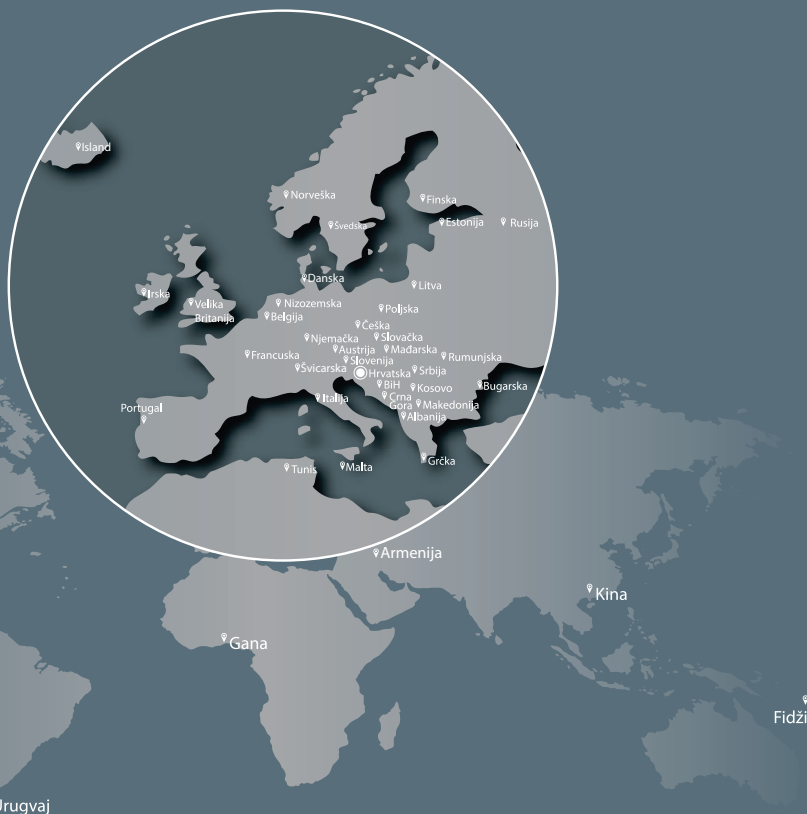 Island
Norveška
Finska
Švedska
Estonija
Rusija
Danska
Litva
Irska
Velika
Britanija
Nizozemska
Poljska
Belgija
Češka
Njemačka
Slovačka
Austrija
Mađarska
Francuska
Slovenija
Rumunjska
Švicarska
Hrvatska
Srbija
BiH
Kosovo
Bugarska
Italija
Crna
Gora
Makedonija
Portugal
Albanija
Grčka
Tunis
Malta
Armenija
Kina
Gana
Fidži
Urugvaj